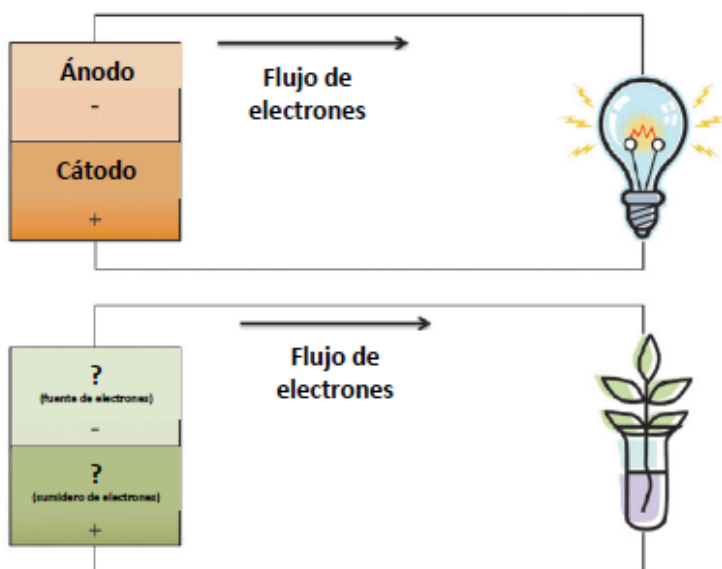 Ánodo
-
Cátodo
+
Flujo de
electrones
?
(fuente de electrones)
-
?
(sumidero de electrones)
+
Flujo de
electrones